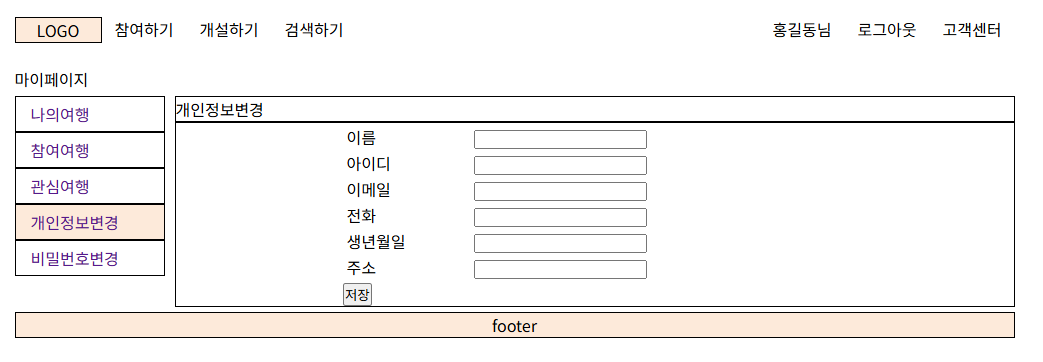 LOGO 참여하기 개설하기 검색하기 홍길동님 로그아웃 고객센터
마이페이지
나의여행
참여여행
관심여행
개인정보변경
비밀번호변경
개인정보변경
이름
아이디
이메일
전화
생년월일
주소
저장
footer